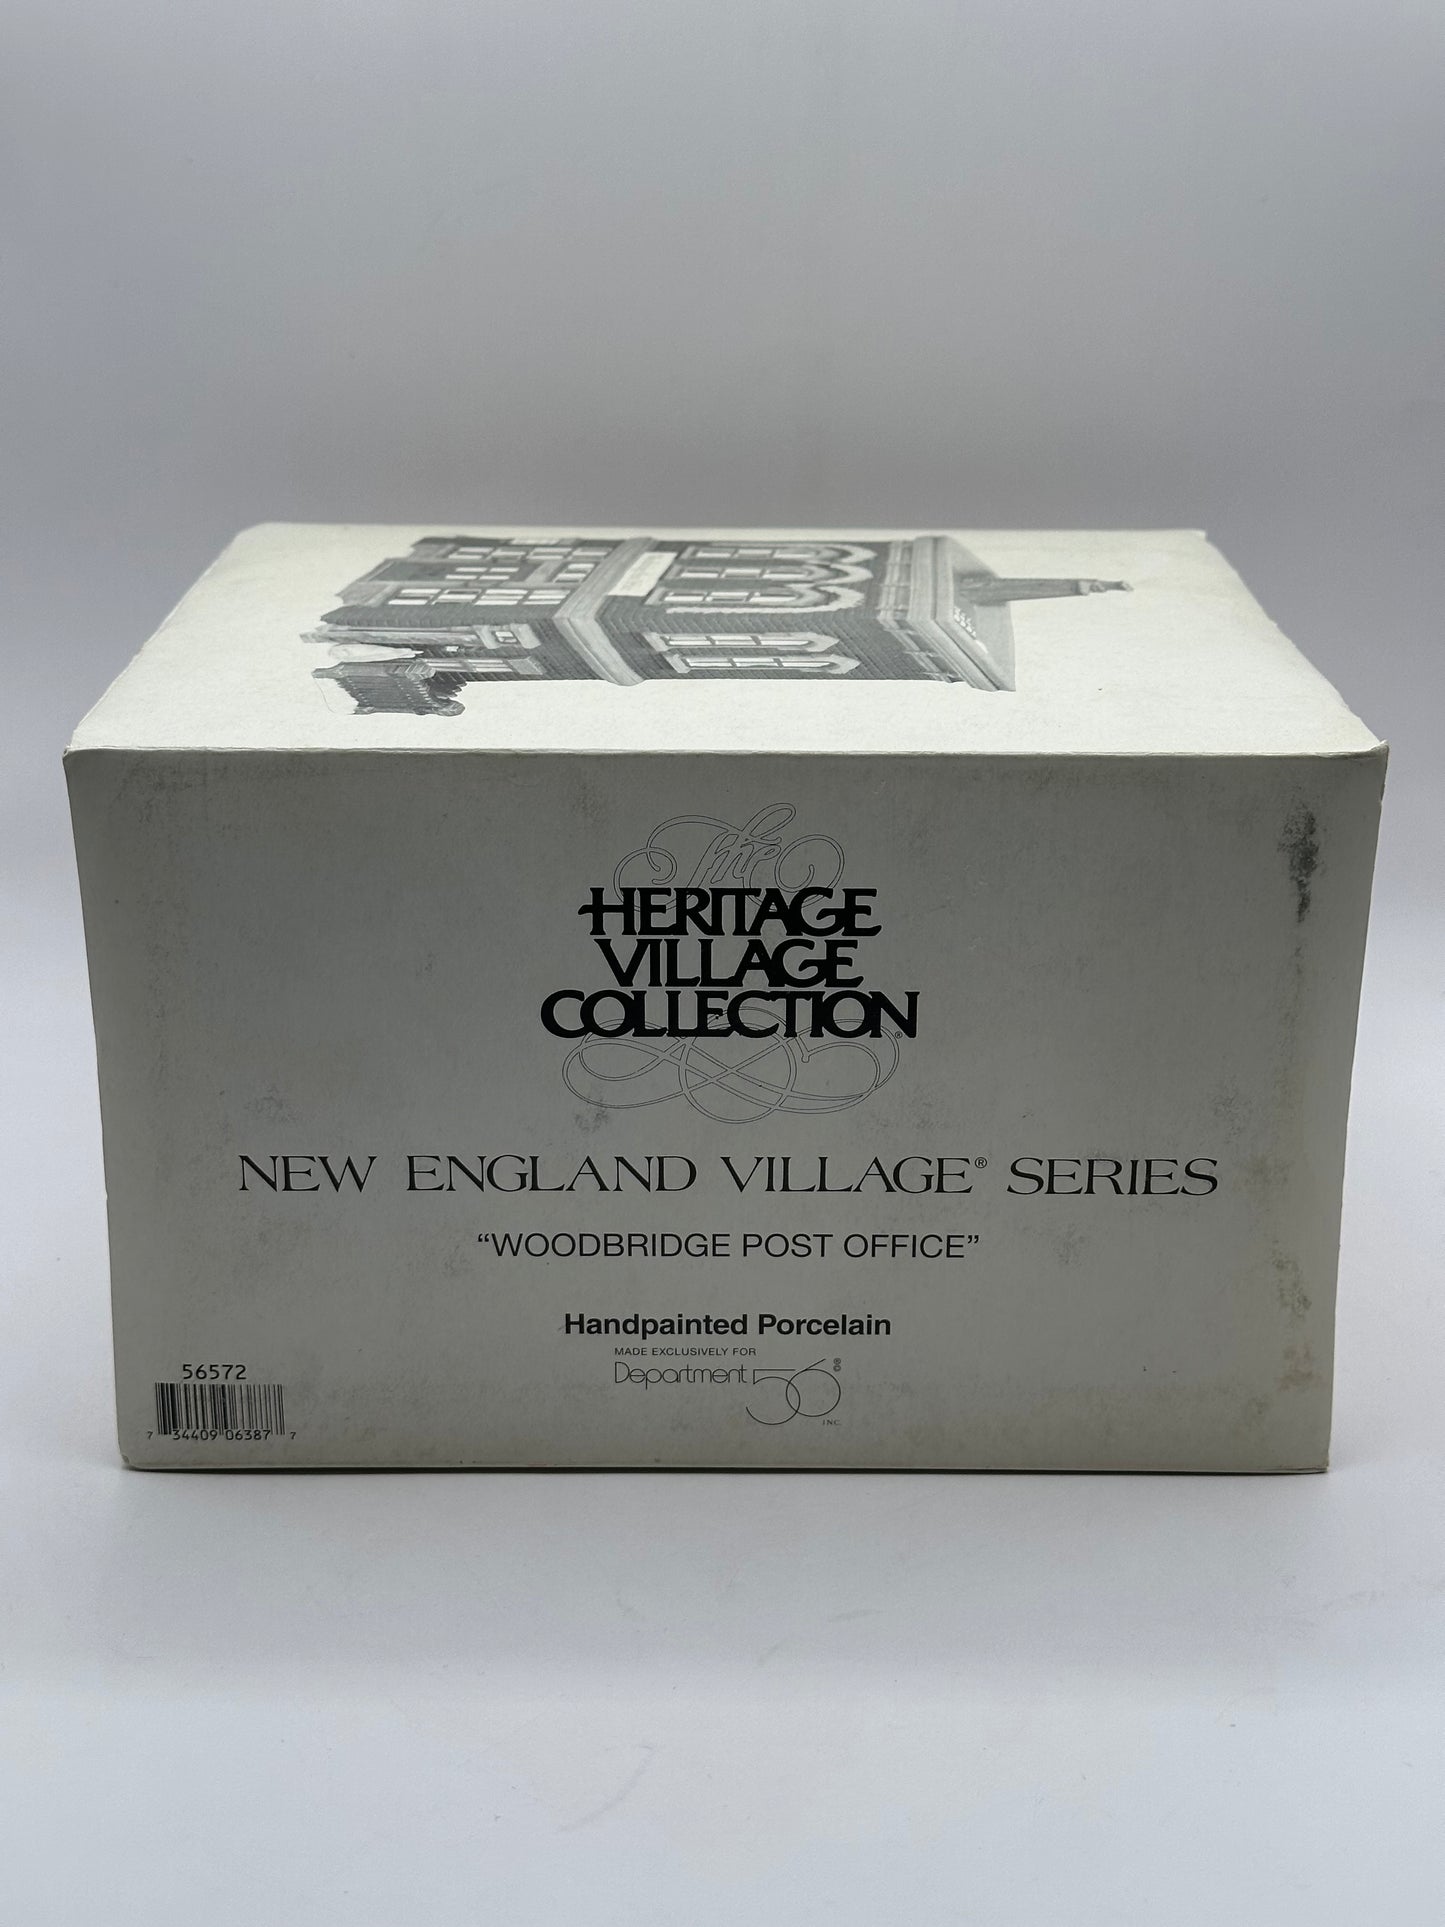 The
HERITAGE
VILLAGE
COLLECTION®
NEW ENGLAND VILLAGE® SERIES
“WOODBRIDGE POST OFFICE”
Handpainted Porcelain
MADE EXCLUSIVELY FOR
Department 56 ®©
INC.
56572
7 34409 06387 7